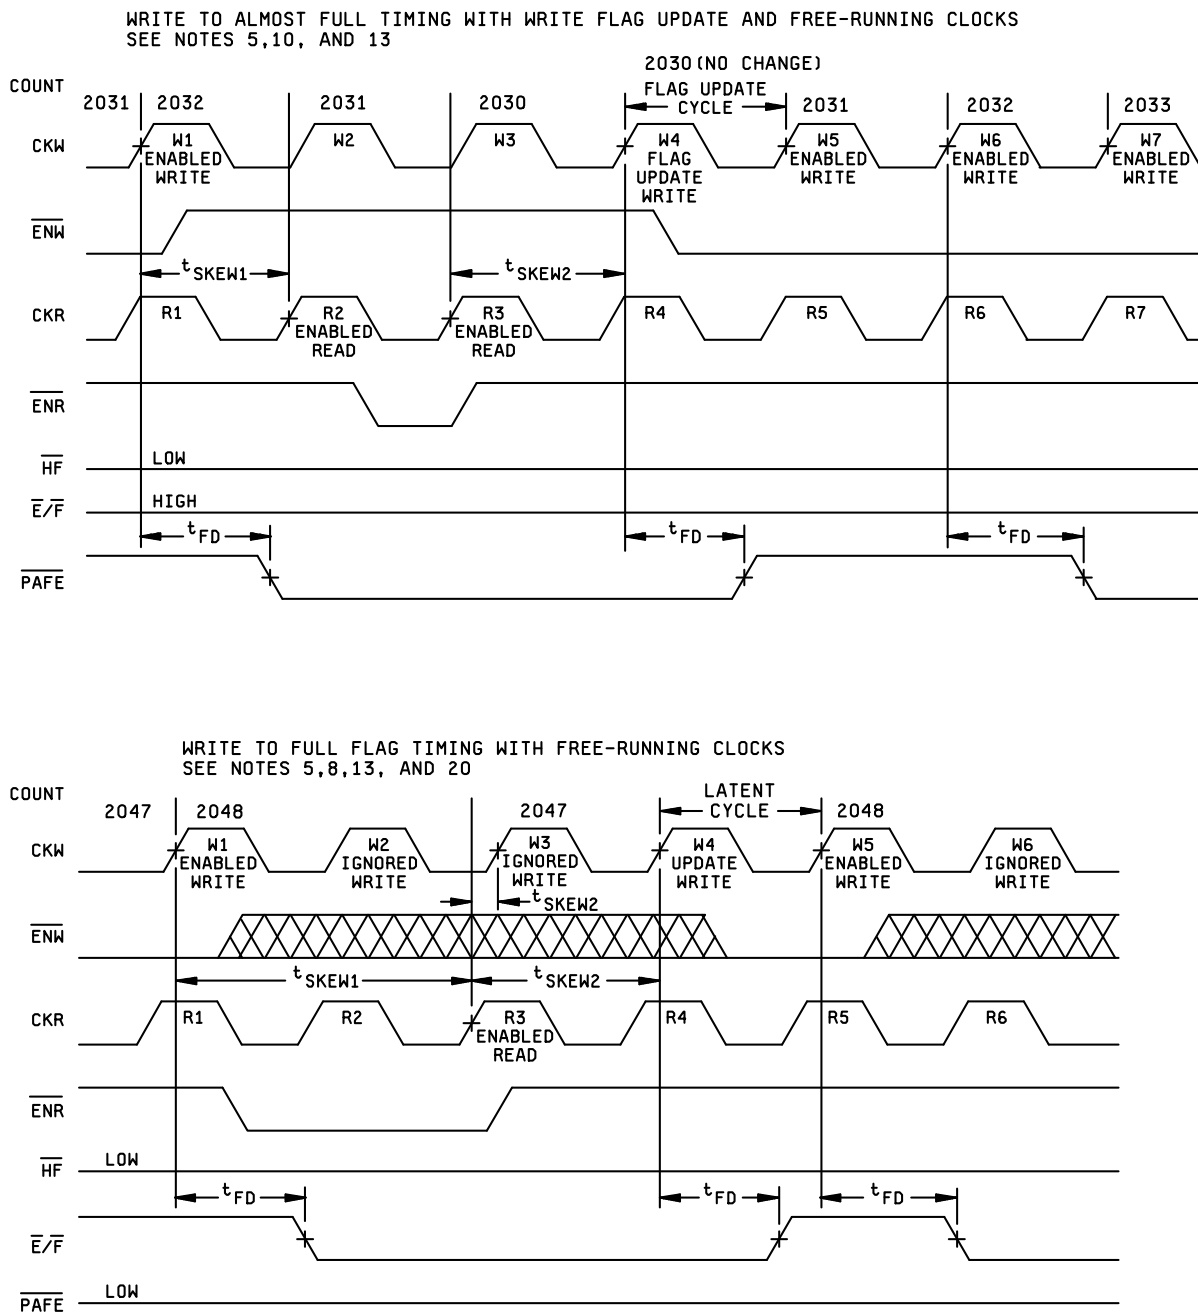 WRITE TO ALMOST FULL TIMING WITH WRITE FLAG UPDATE AND FREE-RUNNING CLOCKS
SEE NOTES 5,10, AND 13
2030(NO CHANGE)
COUNT
2031 2032 2031 2030 FLAG UPDATE CYCLE 2031 2032 2033
CKW
W1 ENABLED WRITE
W2
W3
W4 FLAG UPDATE WRITE
W5 ENABLED WRITE
W6 ENABLED WRITE
W7 ENABLED WRITE
ENW
tSKEW1 tSKEW2
CKR
R1
R2 ENABLED READ
R3 ENABLED READ
R4
R5
R6
R7
ENR
HF LOW
E/F HIGH
tFD tFD tFD
PAFE
WRITE TO FULL FLAG TIMING WITH FREE-RUNNING CLOCKS
SEE NOTES 5,8,13, AND 20
COUNT
2047 2048 2047 LATENT CYCLE 2048
CKW
W1 ENABLED WRITE
W2 IGNORED WRITE
W3 IGNORED WRITE
W4 UPDATE WRITE
W5 ENABLED WRITE
W6 IGNORED WRITE
tSKEW2
ENW
tSKEW1 tSKEW2
CKR
R1
R2
R3 ENABLED READ
R4
R5
R6
ENR
HF LOW
tFD tFD tFD
E/F
PAFE LOW